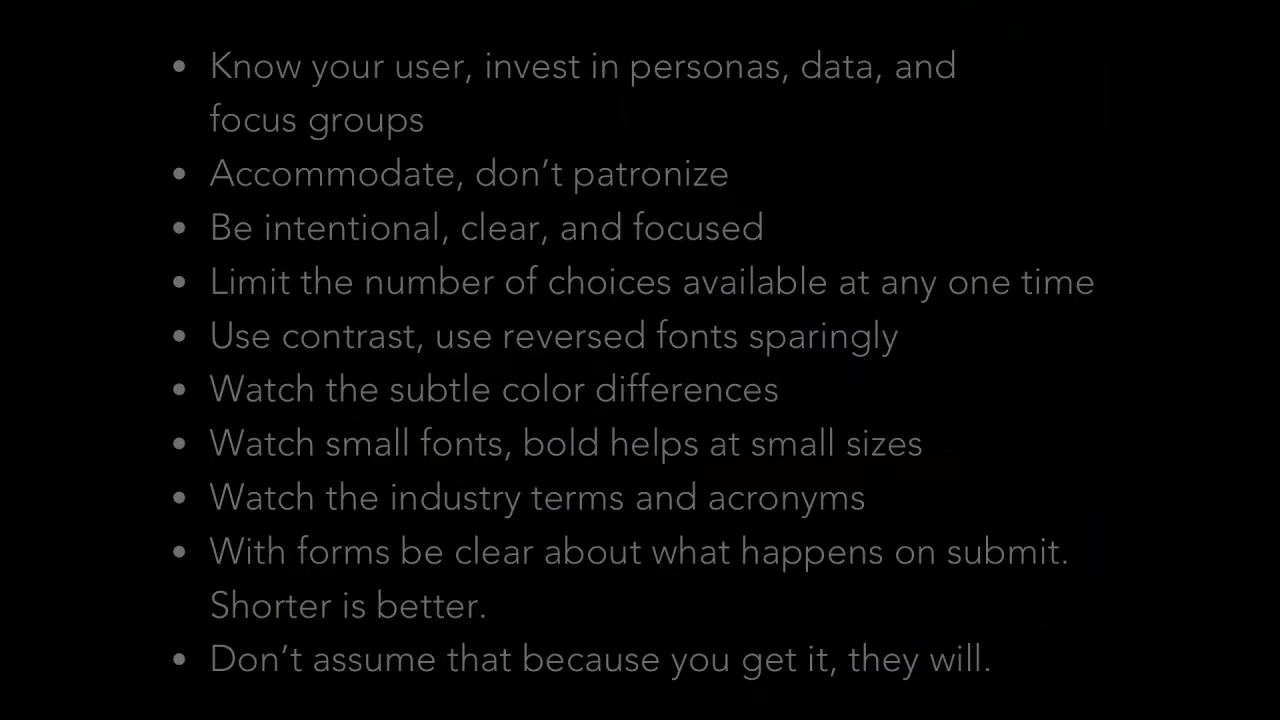 • Know your user, invest in personas, data, and
focus groups
• Accommodate, don’t patronize
• Be intentional, clear, and focused
• Limit the number of choices available at any one time
• Use contrast, use reversed fonts sparingly
• Watch the subtle color differences
• Watch small fonts, bold helps at small sizes
• Watch the industry terms and acronyms
• With forms be clear about what happens on submit.
Shorter is better.
• Don’t assume that because you get it, they will.